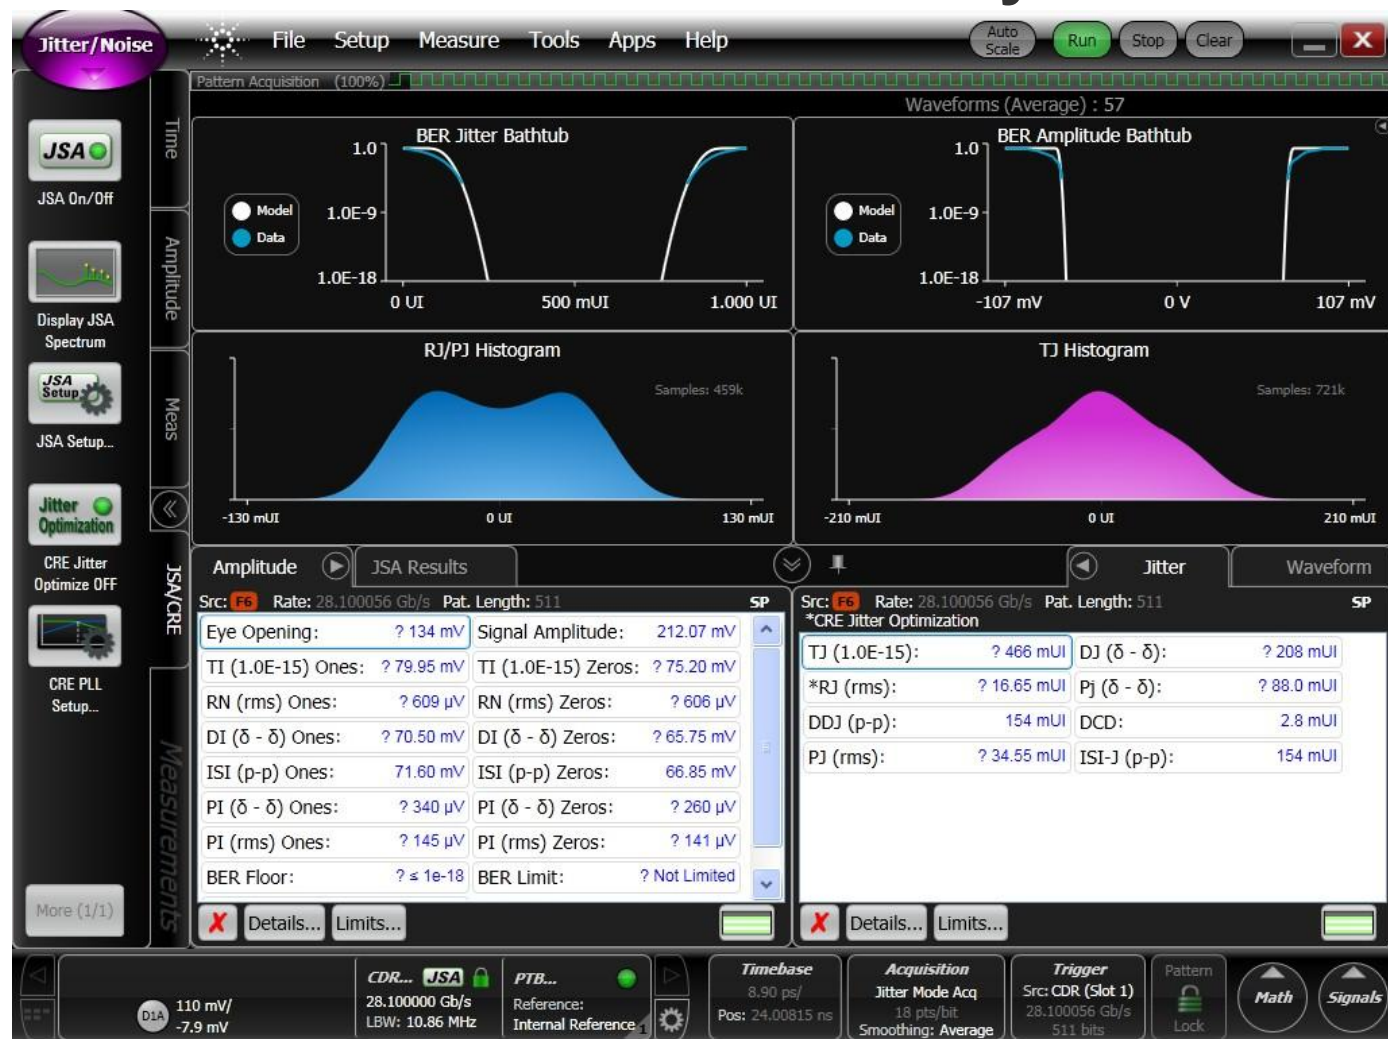 Jitter/Noise
File Setup Measure Tools Apps Help
Auto Scale
Run
Stop
Clear
X
Pattern Acquisition (100%)
Waveforms (Average) : 57
JSA
JSA On/Off
Display JSA
Spectrum
JSA
Setup
JSA Setup...
Jitter
Optimization
CRE Jitter
Optimize OFF
CRE PLL
Setup...
More (1/1)
Time
Amplitude
Meas
JSA/CRE
Measurements
BER Jitter Bathtub
1.0
1.0E-9
1.0E-18
Model
Data
0 UI 500 mUI 1.000 UI
BER Amplitude Bathtub
1.0
1.0E-9
1.0E-18
Model
Data
-107 mV 0 V 107 mV
RJ/PJ Histogram
Samples: 459k
-130 mUI 0 UI 130 mUI
TJ Histogram
Samples: 721k
-210 mUI 0 UI 210 mUI
Amplitude JSA Results
Src: F6 Rate: 28.100056 Gb/s Pat. Length: 511 SP
Eye Opening: ? 134 mV Signal Amplitude: 212.07 mV
TI (1.0E-15) Ones: ? 79.95 mV TI (1.0E-15) Zeros: ? 75.20 mV
RN (rms) Ones: ? 609 µV RN (rms) Zeros: ? 606 µV
DI (δ - δ) Ones: ? 70.50 mV DI (δ - δ) Zeros: ? 65.75 mV
ISI (p-p) Ones: 71.60 mV ISI (p-p) Zeros: 66.85 mV
PI (δ - δ) Ones: ? 340 µV PI (δ - δ) Zeros: ? 260 µV
PI (rms) Ones: ? 145 µV PI (rms) Zeros: ? 141 µV
BER Floor: ? ≤ 1e-18 BER Limit: ? Not Limited
Details... Limits...
Jitter Waveform
Src: F6 Rate: 28.100056 Gb/s Pat. Length: 511 SP
*CRE Jitter Optimization
TJ (1.0E-15): ? 466 mUI DJ (δ - δ): ? 208 mUI
*RJ (rms): ? 16.65 mUI Pj (δ - δ): ? 88.0 mUI
DDJ (p-p): 154 mUI DCD: 2.8 mUI
PJ (rms): ? 34.55 mUI ISI-J (p-p): 154 mUI
Details... Limits...
D1A
110 mV/
-7.9 mV
CDR... JSA
28.100000 Gb/s
LBW: 10.86 MHz
PTB...
Reference:
Internal Reference
1
Timebase
8.90 ps/
Pos: 24.00815 ns
Acquisition
Jitter Mode Acq
18 pts/bit
Smoothing: Average
Trigger
Src: CDR (Slot 1)
28.100056 Gb/s
511 bits
Pattern
Lock
Math
Signals